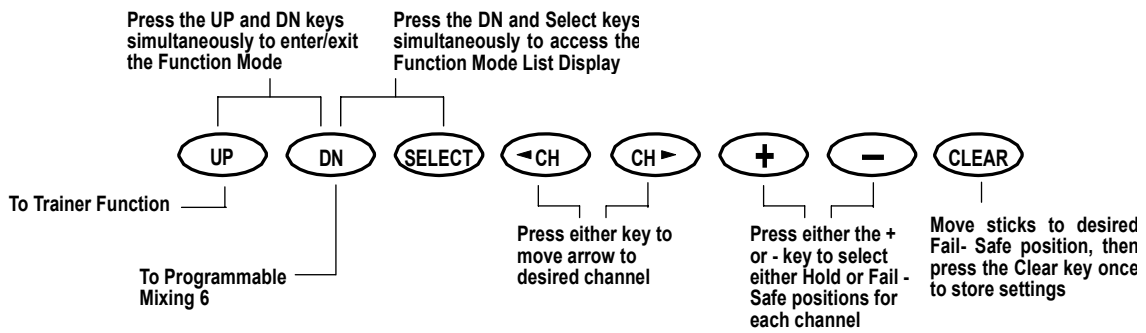 Press the UP and DN keys
simultaneously to enter/exit
the Function Mode
Press the DN and Select keys
simultaneously to access the
Function Mode List Display
UP
DN
SELECT
◄CH
CH►
+
−
CLEAR
To Trainer Function
To Programmable
Mixing 6
Press either key to
move arrow to
desired channel
Press either the +
or - key to select
either Hold or Fail -
Safe positions for
each channel
Move sticks to desired
Fail- Safe position, then
press the Clear key once
to store settings